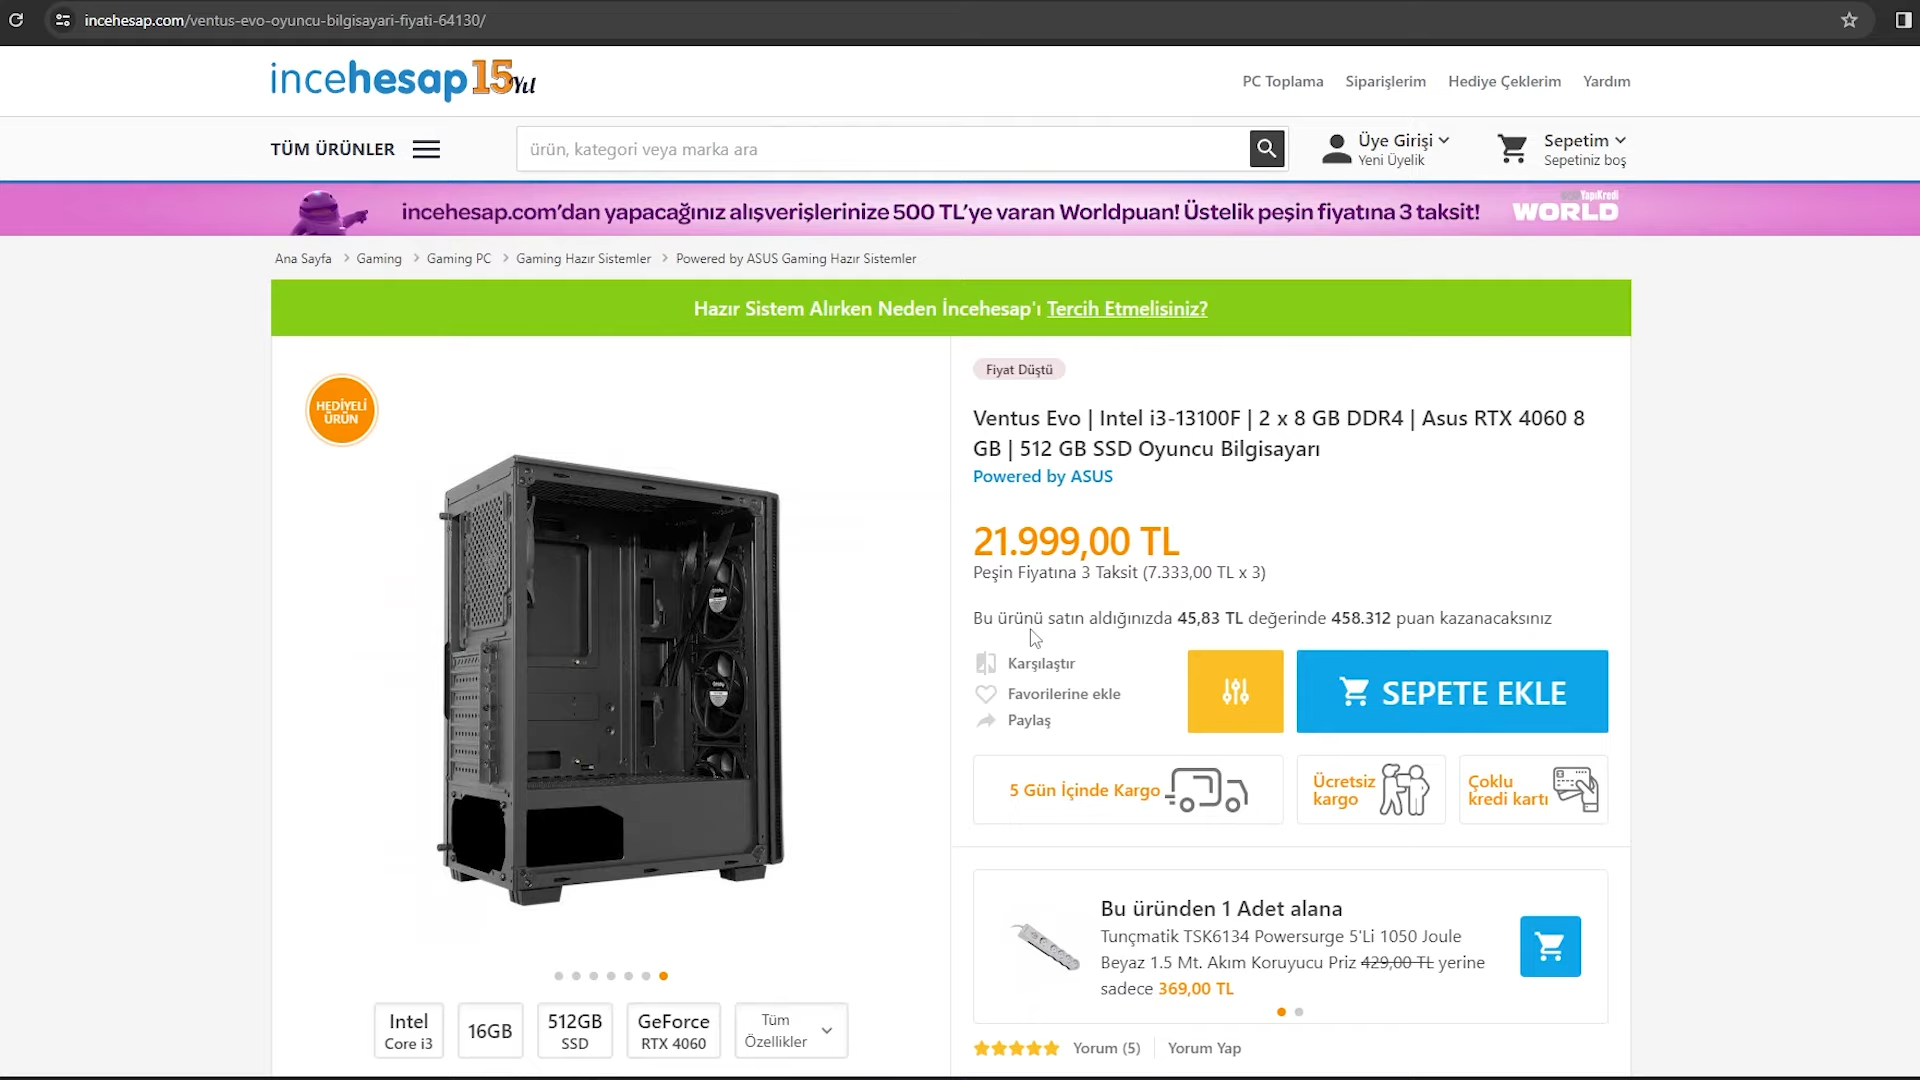 incehesap.com/ventus-evo-oyuncu-bilgisayari-fiyati-64130/
incehesap 15 Yıl
PC Toplama
Siparişlerim
Hediye Çeklerim
Yardım
TÜM ÜRÜNLER
ürün, kategori veya marka ara
Üye Girişi
Yeni Üyelik
Sepetim
Sepetiniz boş
incehesap.com'dan yapacağınız alışverişlerinize 500 TL'ye varan Worldpuan! Üstelik peşin fiyatına 3 taksit!
YapıKredi
WORLD
Ana Sayfa > Gaming > Gaming PC > Gaming Hazır Sistemler > Powered by ASUS Gaming Hazır Sistemler
Hazır Sistem Alırken Neden İncehesap'ı Tercih Etmelisiniz?
HEDİYELİ
ÜRÜN
Fiyat Düştü
Ventus Evo | Intel i3-13100F | 2 x 8 GB DDR4 | Asus RTX 4060 8
GB | 512 GB SSD Oyuncu Bilgisayarı
Powered by ASUS
21.999,00 TL
Peşin Fiyatına 3 Taksit (7.333,00 TL x 3)
Bu ürünü satın aldığınızda 45,83 TL değerinde 458.312 puan kazanacaksınız
Karşılaştır
Favorilerine ekle
Paylaş
SEPETE EKLE
5 Gün İçinde Kargo
Ücretsiz
kargo
Çoklu
kredi kartı
Bu üründen 1 Adet alana
Tunçmatik TSK6134 Powersurge 5'Li 1050 Joule
Beyaz 1.5 Mt. Akım Koruyucu Priz 429,00 TL yerine
sadece 369,00 TL
Yorum (5)
Yorum Yap
Intel
Core i3
16GB
512GB
SSD
GeForce
RTX 4060
Tüm
Özellikler